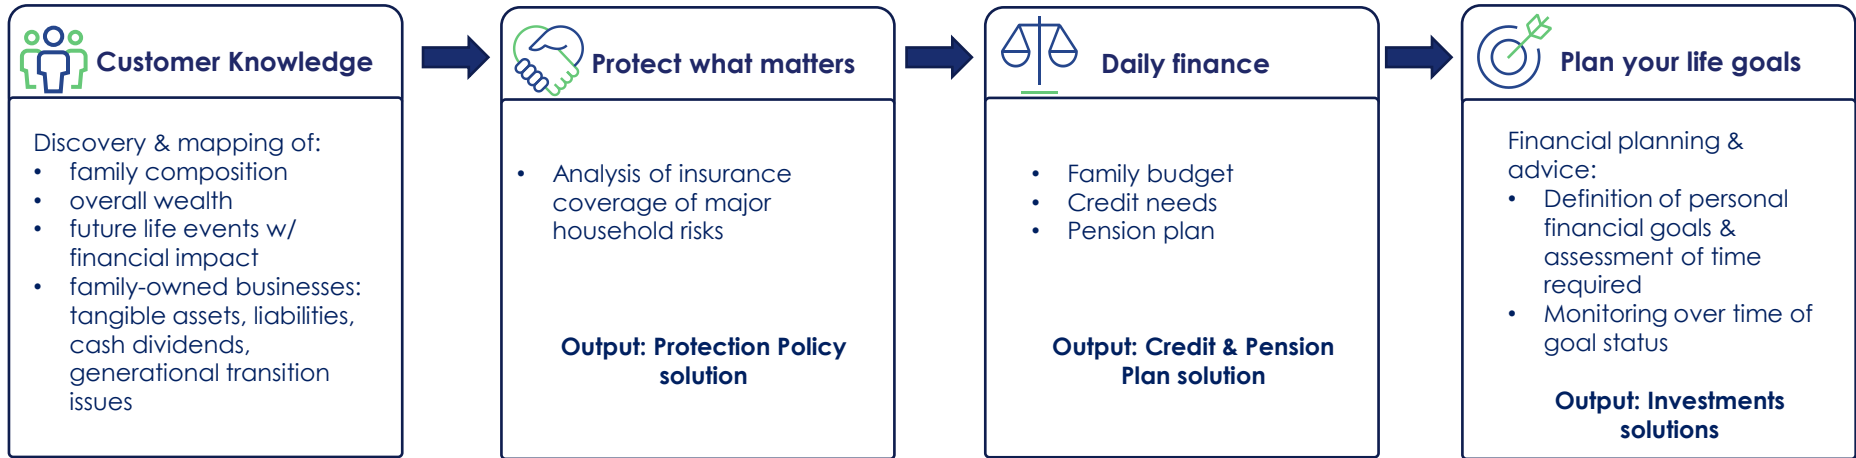 Customer Knowledge
Discovery & mapping of:
• family composition
• overall wealth
• future life events w/
financial impact
• family-owned businesses:
tangible assets, liabilities,
cash dividends,
generational transition
issues
Protect what matters
• Analysis of insurance
coverage of major
household risks
Output: Protection Policy
solution
Daily finance
• Family budget
• Credit needs
• Pension plan
Output: Credit & Pension
Plan solution
Plan your life goals
Financial planning &
advice:
• Definition of personal
financial goals &
assessment of time
required
• Monitoring over time of
goal status
Output: Investments
solutions